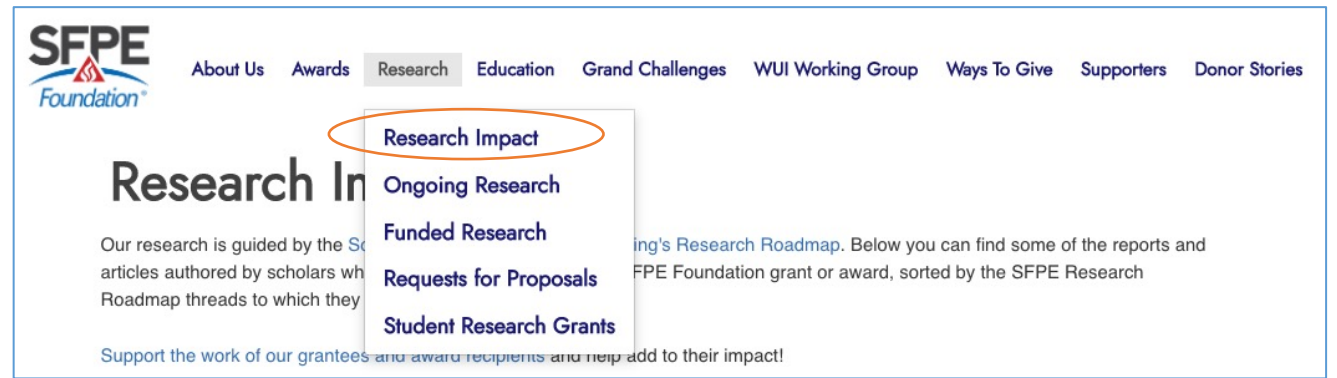 SFPE
Foundation®
About Us Awards Research Education Grand Challenges WUI Working Group Ways To Give Supporters Donor Stories
Research Impact
Ongoing Research
Funded Research
Requests for Proposals
Student Research Grants
Research
Our research is guided by the ing's Research Roadmap. Below you can find some of the reports and
articles authored by scholars FPE Foundation grant or award, sorted by the SFPE Research
Roadmap threads to which they
Support the work of our grantees and award recipients and help add to their impact!